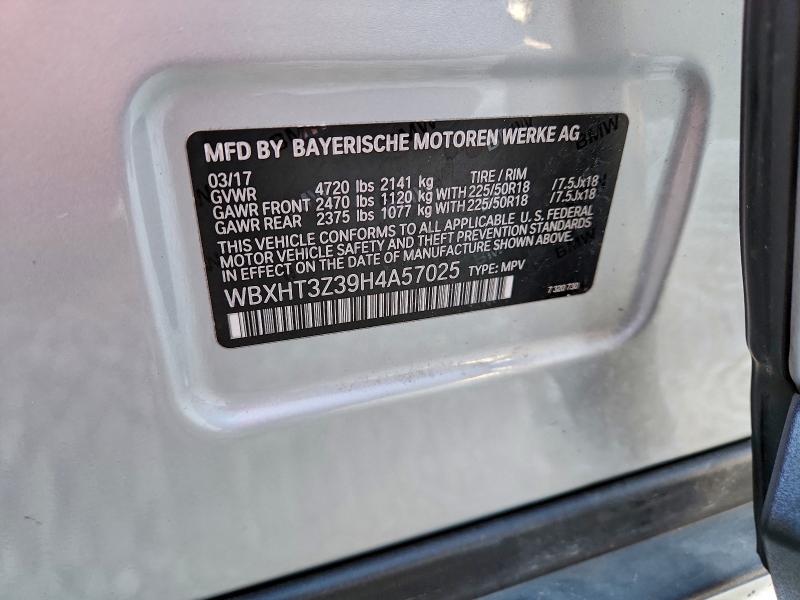 MFD BY BAYERISCHE MOTOREN WERKE AG
03/17 TIRE / RIM
GVWR 4720 lbs 2141 kg
GAWR FRONT 2470 lbs 1120 kg WITH 225/50R18 /7.5Jx18
GAWR REAR 2375 lbs 1077 kg WITH 225/50R18 /7.5Jx18
THIS VEHICLE CONFORMS TO ALL APPLICABLE U.S. FEDERAL
MOTOR VEHICLE SAFETY AND THEFT PREVENTION STANDARDS
IN EFFECT ON THE DATE OF MANUFACTURE SHOWN ABOVE.
WBXHT3Z39H4A57025 TYPE: MPV
7 320 730